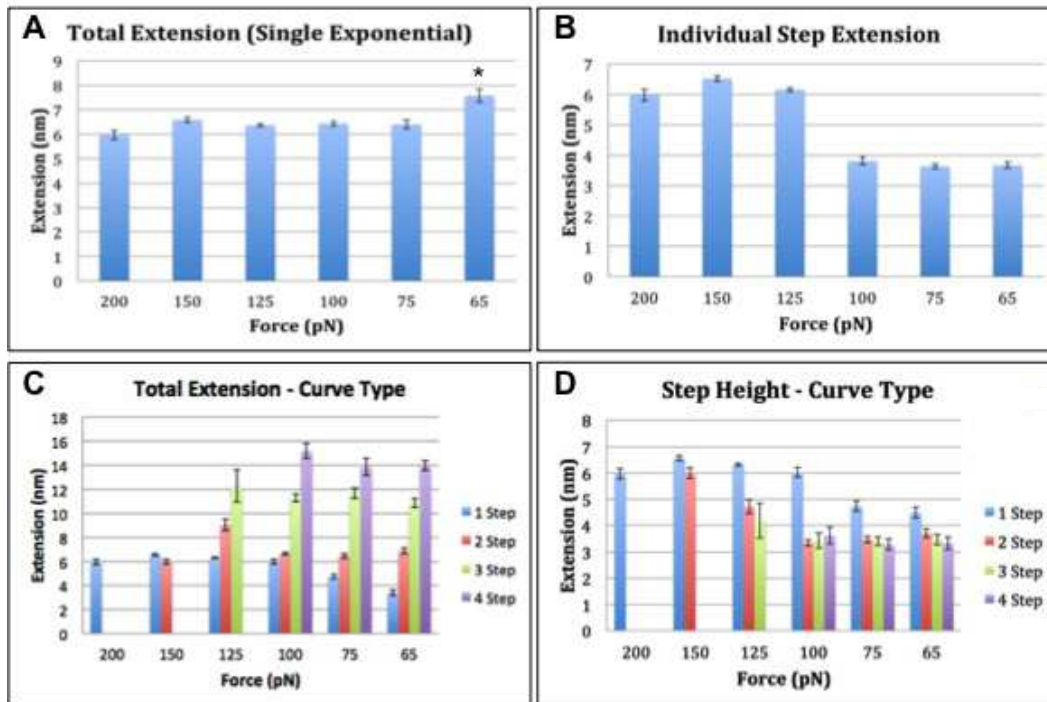 A
Total Extension (Single Exponential)
Extension (nm)
9
8
7
6
5
4
3
2
1
0
*
200 150 125 100 75 65
Force (pN)
B
Individual Step Extension
Extension (nm)
7
6
5
4
3
2
1
0
200 150 125 100 75 65
Force (pN)
C
Total Extension - Curve Type
Extension (nm)
18
16
14
12
10
8
6
4
2
0
200 150 125 100 75 65
Force (pN)
1 Step
2 Step
3 Step
4 Step
D
Step Height - Curve Type
Extension (nm)
8
7
6
5
4
3
2
1
0
200 150 125 100 75 65
Force (pN)
1 Step
2 Step
3 Step
4 Step